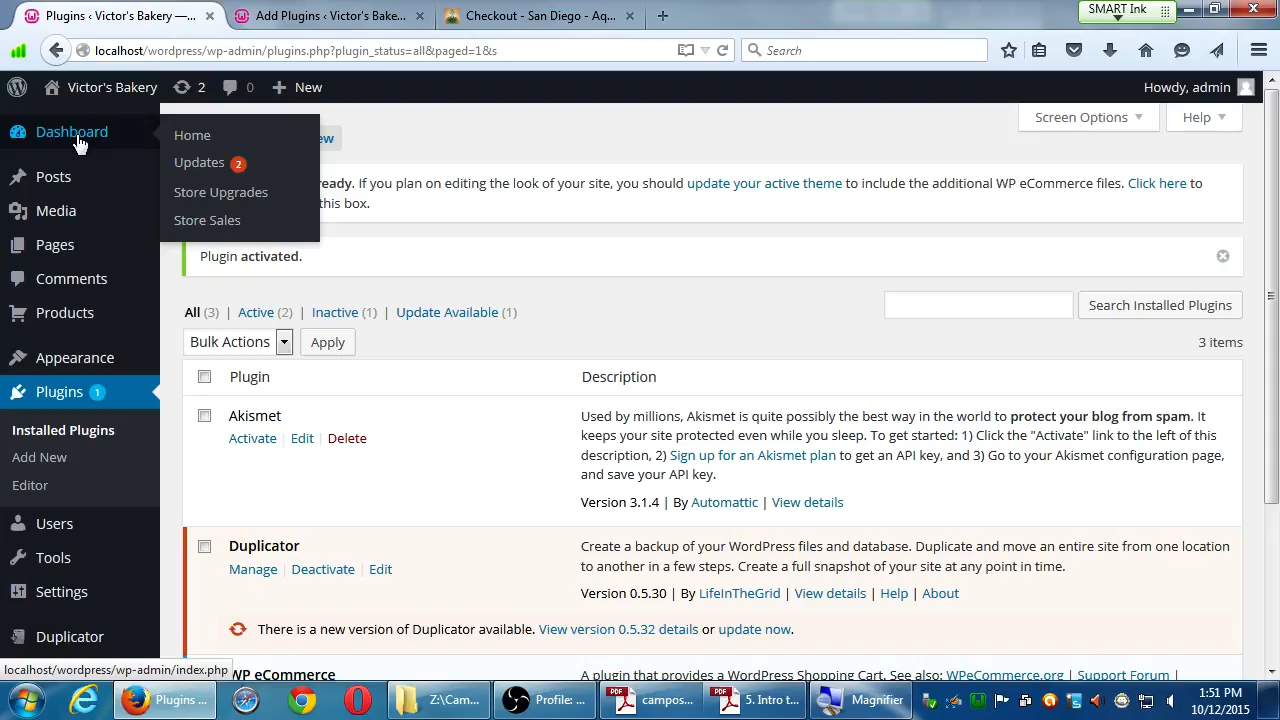 Plugins ‹ Victor's Bakery —...
Add Plugins ‹ Victor's Bake...
Checkout - San Diego - Aq...
SMART Ink
localhost/wordpress/wp-admin/plugins.php?plugin_status=all&paged=1&s
Search
Victor's Bakery
2
0
New
Howdy, admin
Dashboard
Posts
Media
Pages
Comments
Products
Appearance
Plugins 1
Installed Plugins
Add New
Editor
Users
Tools
Settings
Duplicator
Home
Updates 2
Store Upgrades
Store Sales
Screen Options
Help
If you plan on editing the look of your site, you should update your active theme to include the additional WP eCommerce files. Click here to
this box.
Plugin activated.
All (3) | Active (2) | Inactive (1) | Update Available (1)
Search Installed Plugins
Bulk Actions
Apply
3 items
Plugin
Description
Akismet
Activate | Edit | Delete
Used by millions, Akismet is quite possibly the best way in the world to protect your blog from spam. It
keeps your site protected even while you sleep. To get started: 1) Click the "Activate" link to the left of this
description, 2) Sign up for an Akismet plan to get an API key, and 3) Go to your Akismet configuration page,
and save your API key.
Version 3.1.4 | By Automattic | View details
Duplicator
Manage | Deactivate | Edit
Create a backup of your WordPress files and database. Duplicate and move an entire site from one location
to another in a few steps. Create a full snapshot of your site at any point in time.
Version 0.5.30 | By LifeInTheGrid | View details | Help | About
There is a new version of Duplicator available. View version 0.5.32 details or update now.
WP eCommerce
A plugin that provides a WordPress Shopping Cart. See also: WPeCommerce.org | Support Forum |
localhost/wordpress/wp-admin/index.php
Plugins ...
Z:\Cam...
Profile: ...
campos...
5. Intro t...
Magnifier
1:51 PM
10/12/2015